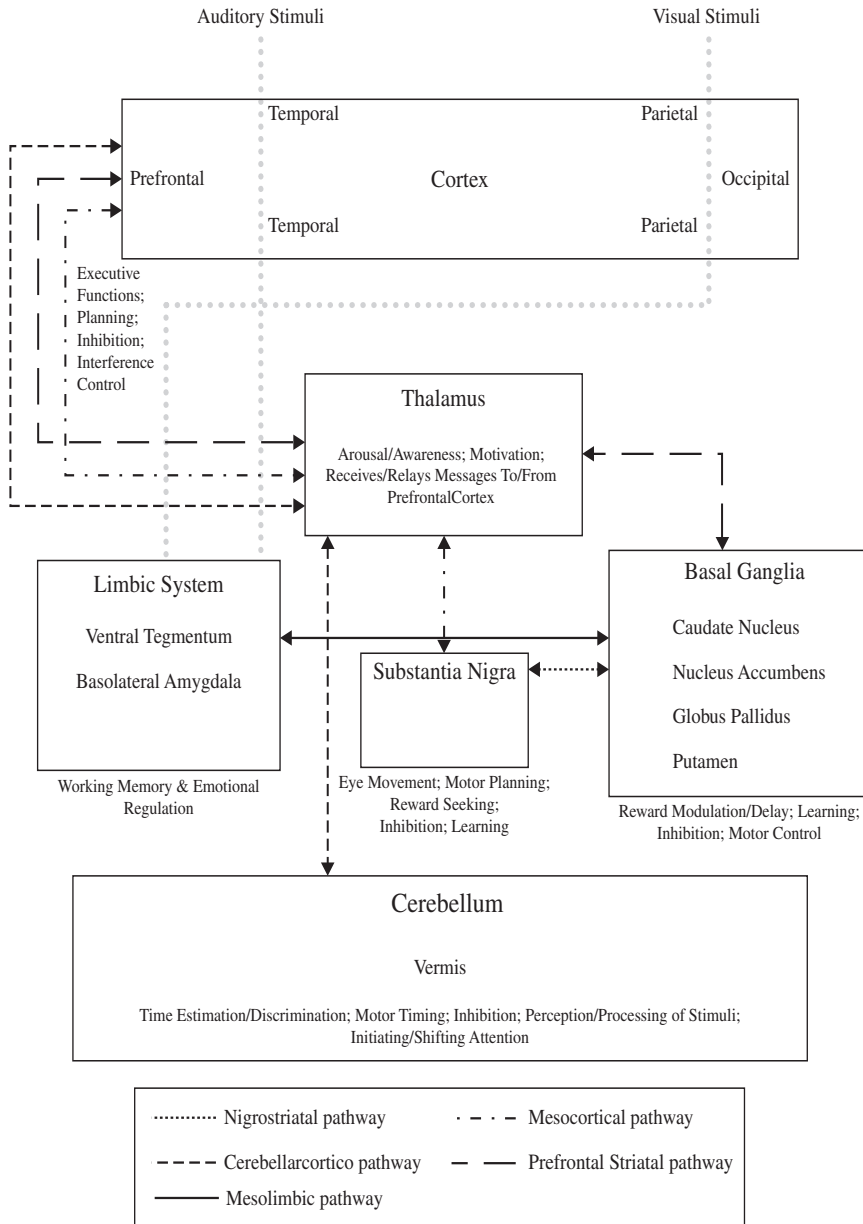 Auditory Stimuli
Visual Stimuli
Temporal
Parietal
Prefrontal
Cortex
Occipital
Temporal
Parietal
Executive
Functions;
Planning;
Inhibition;
Interference
Control
Thalamus
Arousal/Awareness; Motivation;
Receives/Relays Messages To/From
PrefrontalCortex
Limbic System
Ventral Tegmentum
Basolateral Amygdala
Working Memory & Emotional
Regulation
Substantia Nigra
Eye Movement; Motor Planning;
Reward Seeking;
Inhibition; Learning
Basal Ganglia
Caudate Nucleus
Nucleus Accumbens
Globus Pallidus
Putamen
Reward Modulation/Delay; Learning;
Inhibition; Motor Control
Cerebellum
Vermis
Time Estimation/Discrimination; Motor Timing; Inhibition; Perception/Processing of Stimuli;
Initiating/Shifting Attention
Nigrostriatal pathway
Mesocortical pathway
Cerebellarcortico pathway
Prefrontal Striatal pathway
Mesolimbic pathway